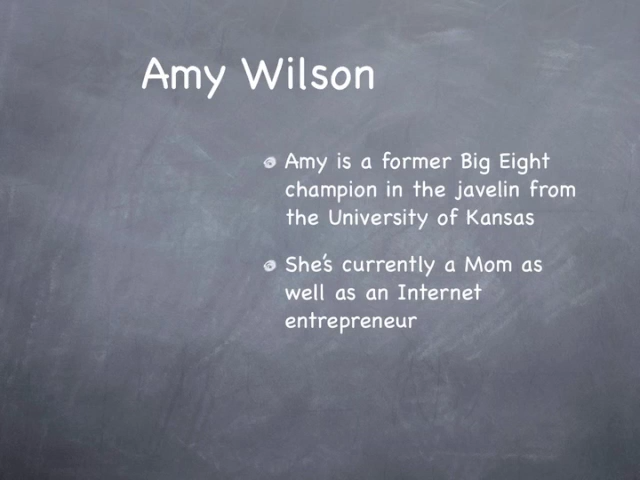 Amy Wilson
Amy is a former Big Eight
champion in the javelin from
the University of Kansas
She's currently a Mom as
well as an Internet
entrepreneur